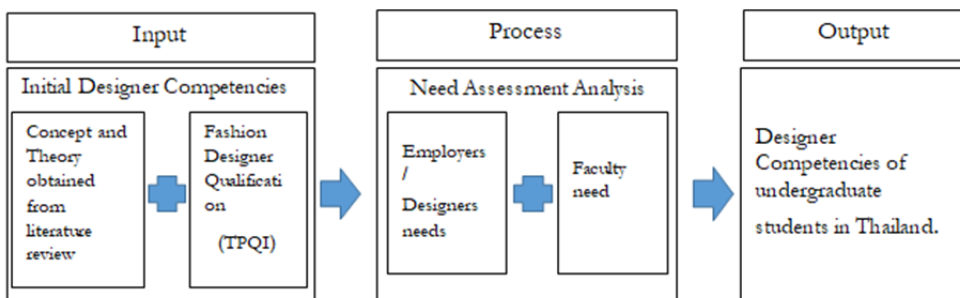 Input
Initial Designer Competencies
Concept and
Theory
obtained
from
literature
review
Fashion
Designer
Qualificati
on
(TPQI)
Process
Need Assessment Analysis
Employers
/
Designers needs
Faculty
need
Output
Designer
Competencies of
undergraduate
students in Thailand.